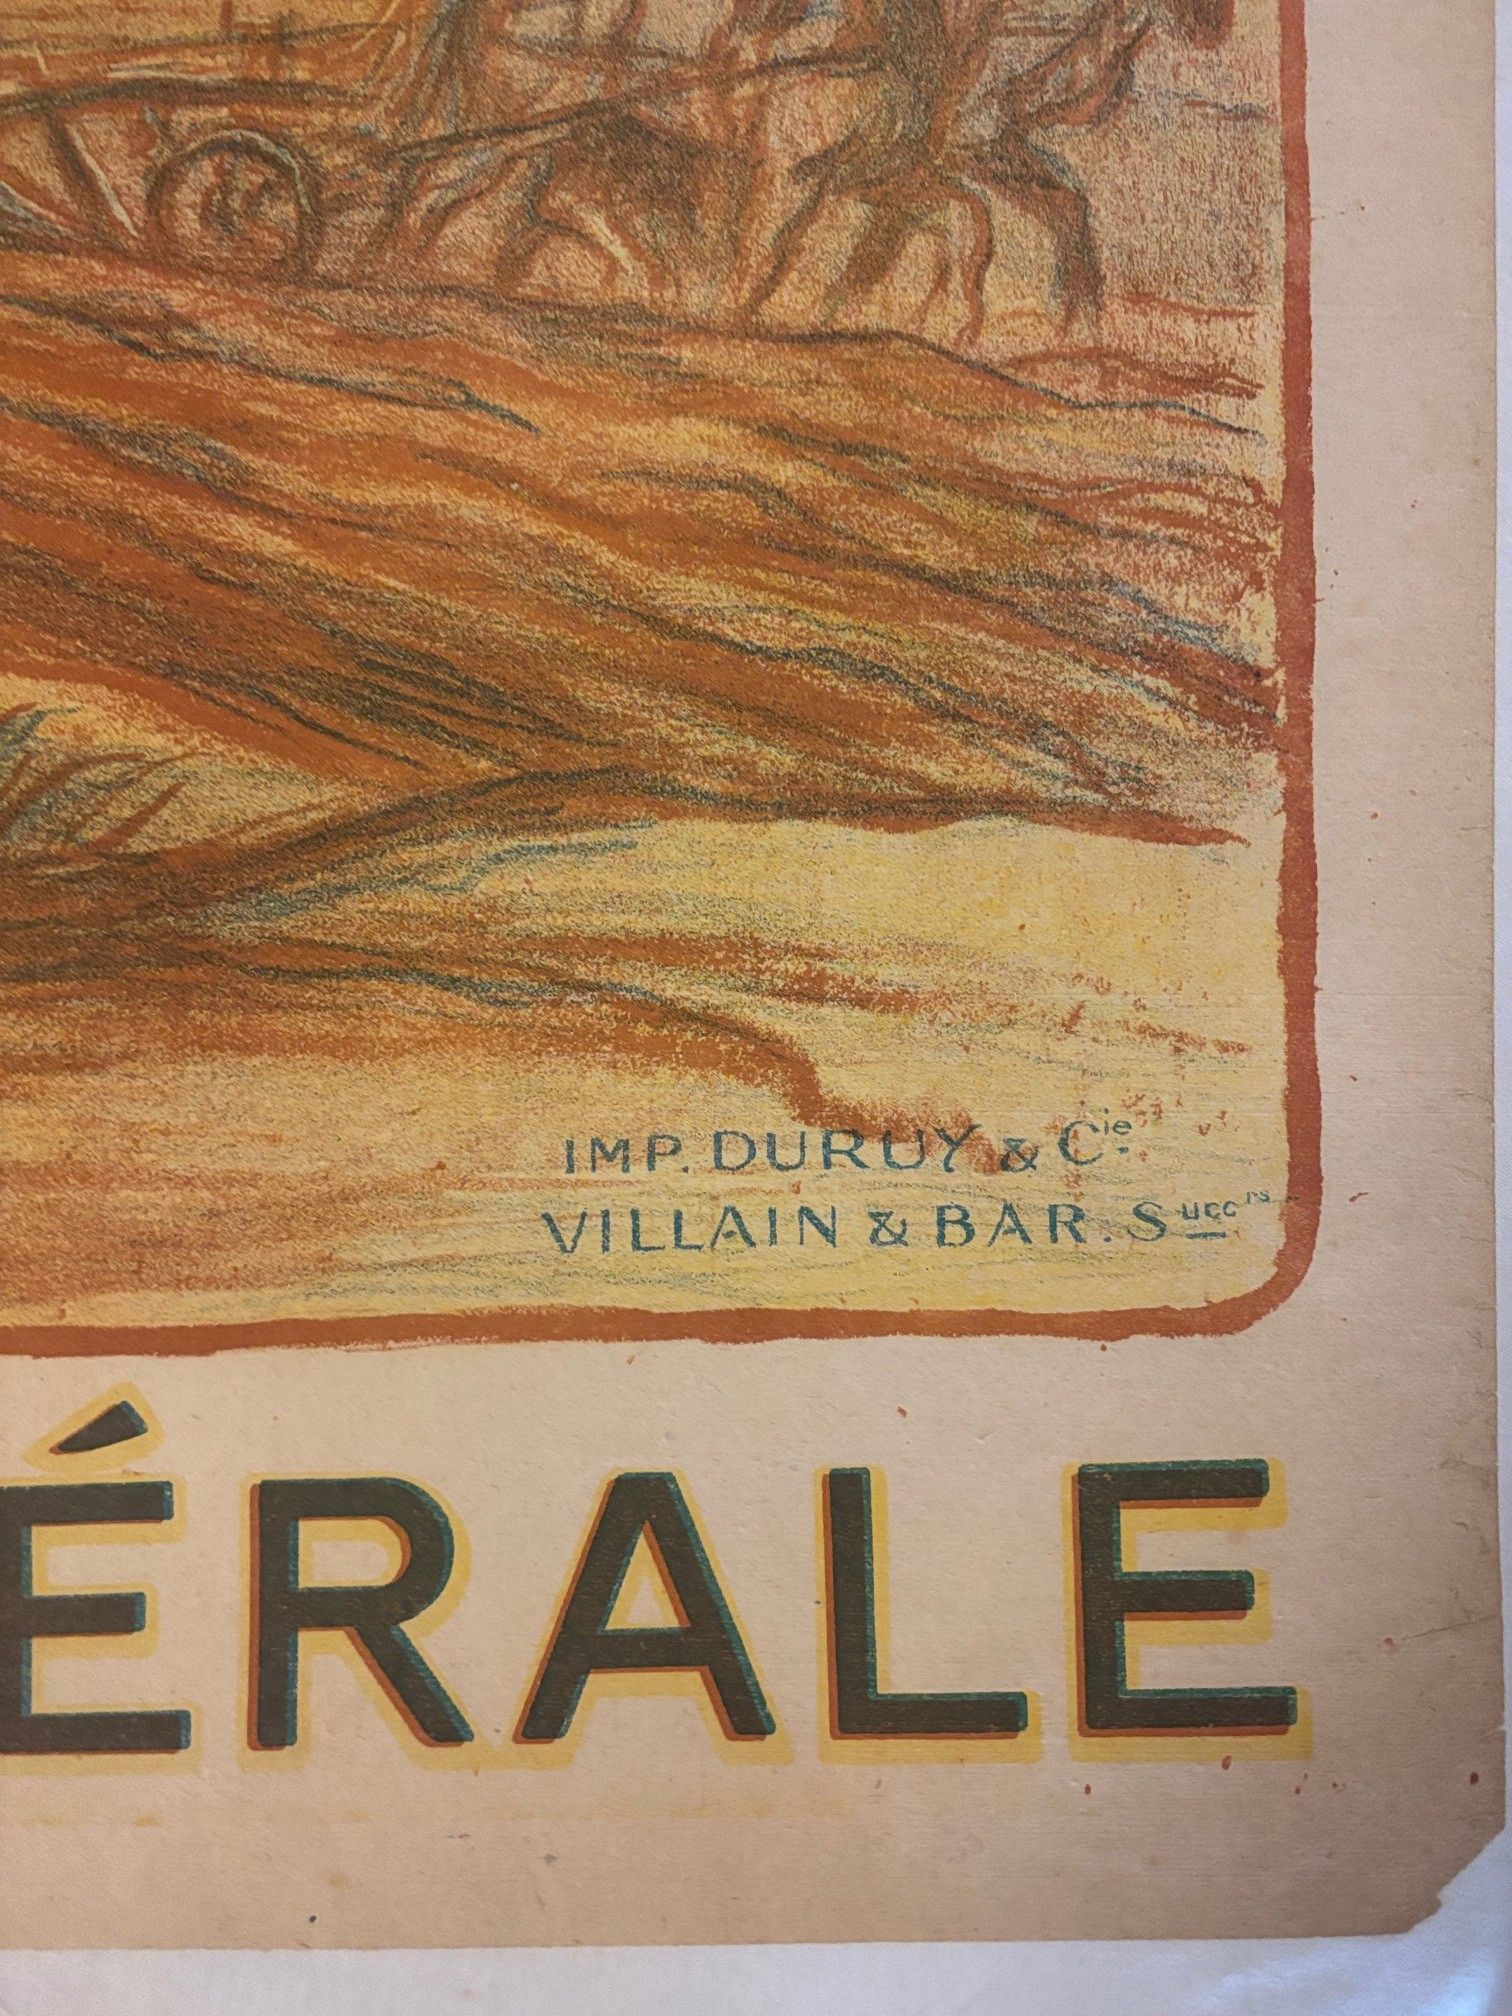 IMP. DURUY & Cie.
VILLAIN & BAR. Succrs
ÉRALE